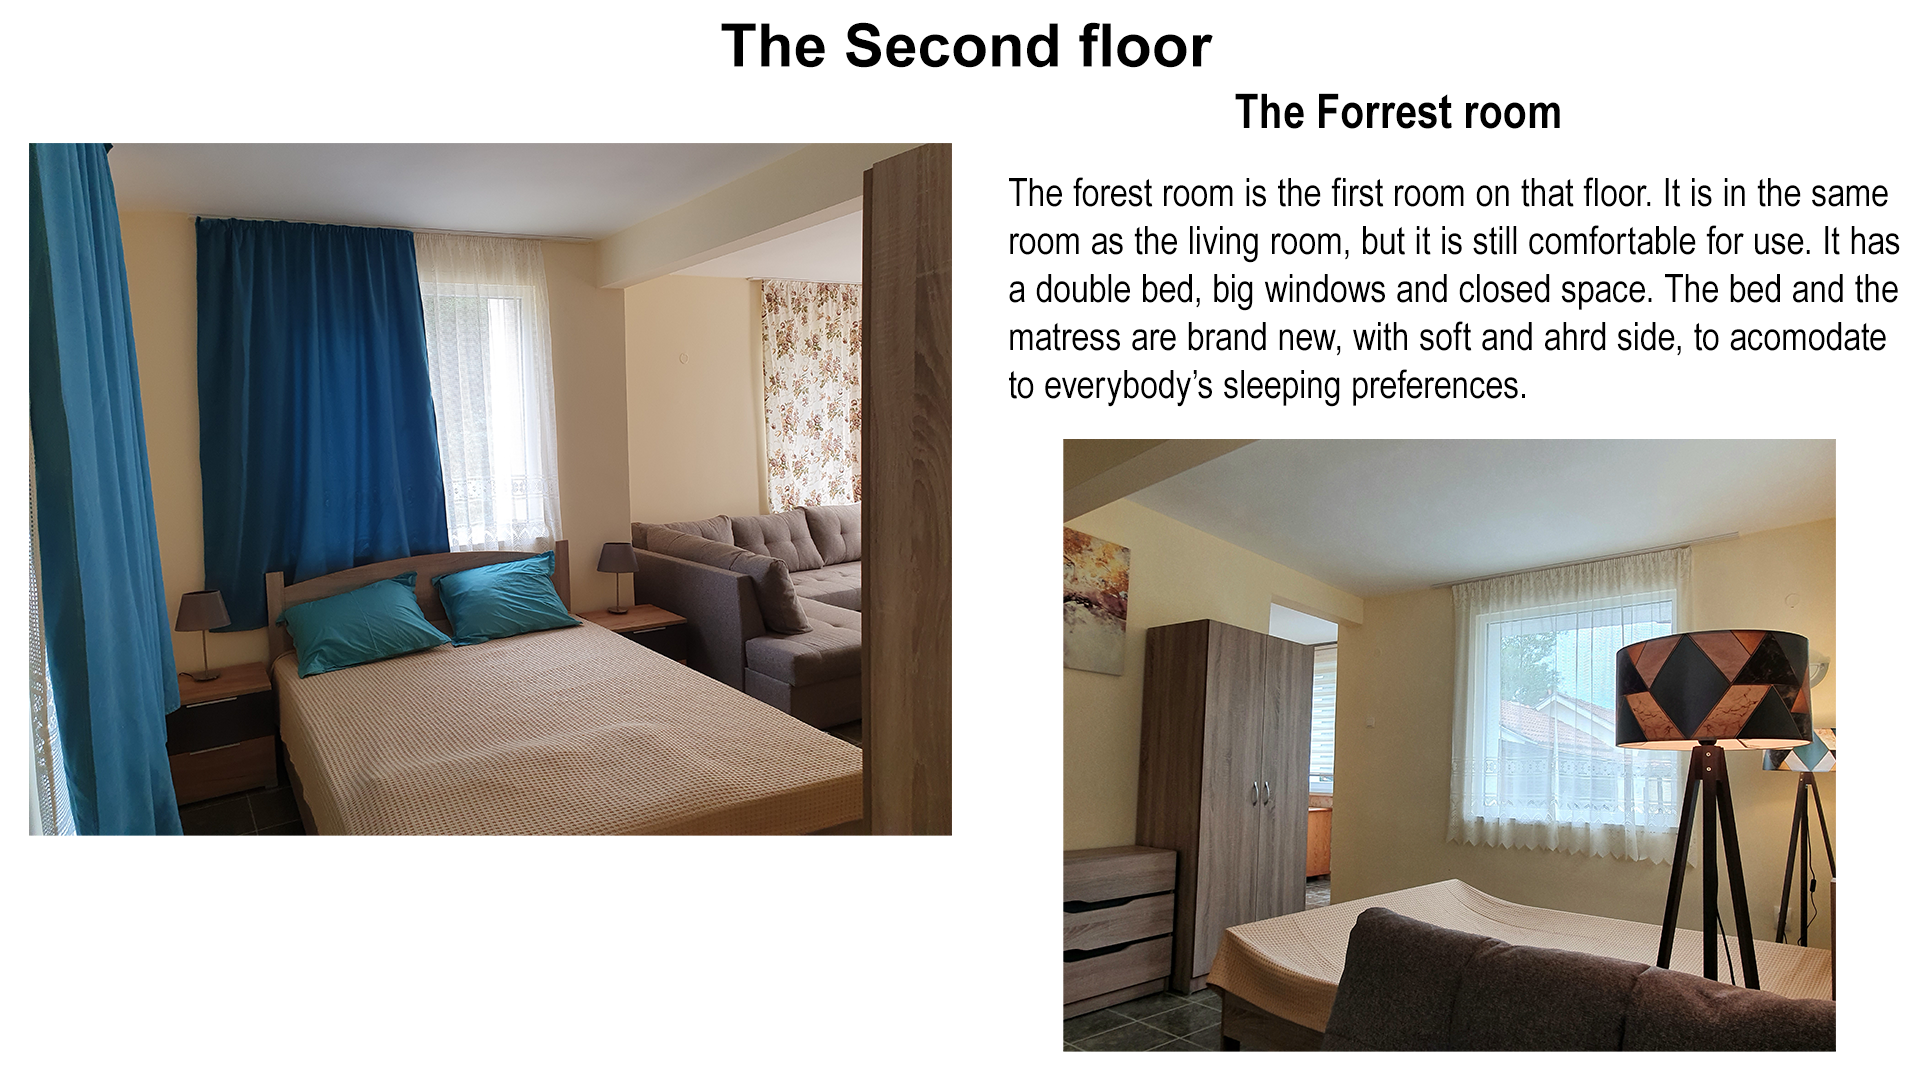 The Second floor
The Forrest room
The forest room is the first room on that floor. It is in the same
room as the living room, but it is still comfortable for use. It has
a double bed, big windows and closed space. The bed and the
matress are brand new, with soft and ahrd side, to acomodate
to everybody’s sleeping preferences.